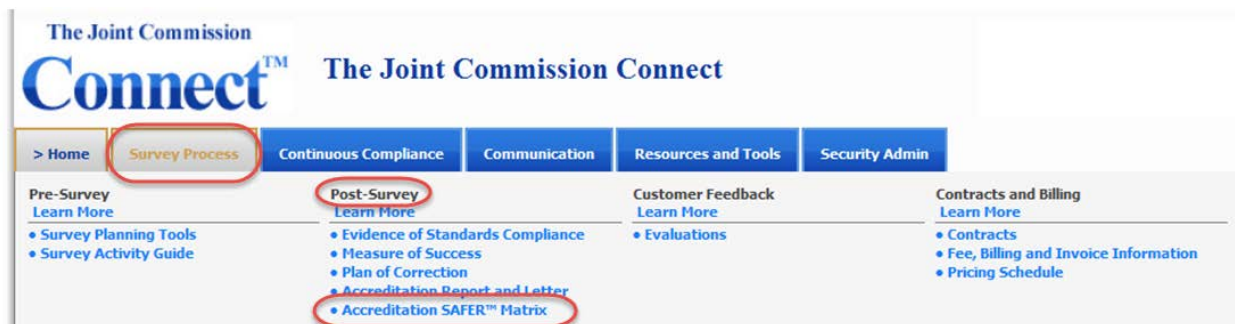 The Joint Commission
Connect™
The Joint Commission Connect
> Home
Survey Process
Continuous Compliance
Communication
Resources and Tools
Security Admin
Pre-Survey
Learn More
• Survey Planning Tools
• Survey Activity Guide
Post-Survey
Learn More
• Evidence of Standards Compliance
• Measure of Success
• Plan of Correction
• Accreditation Report and Letter
• Accreditation SAFER™ Matrix
Customer Feedback
Learn More
• Evaluations
Contracts and Billing
Learn More
• Contracts
• Fee, Billing and Invoice Information
• Pricing Schedule